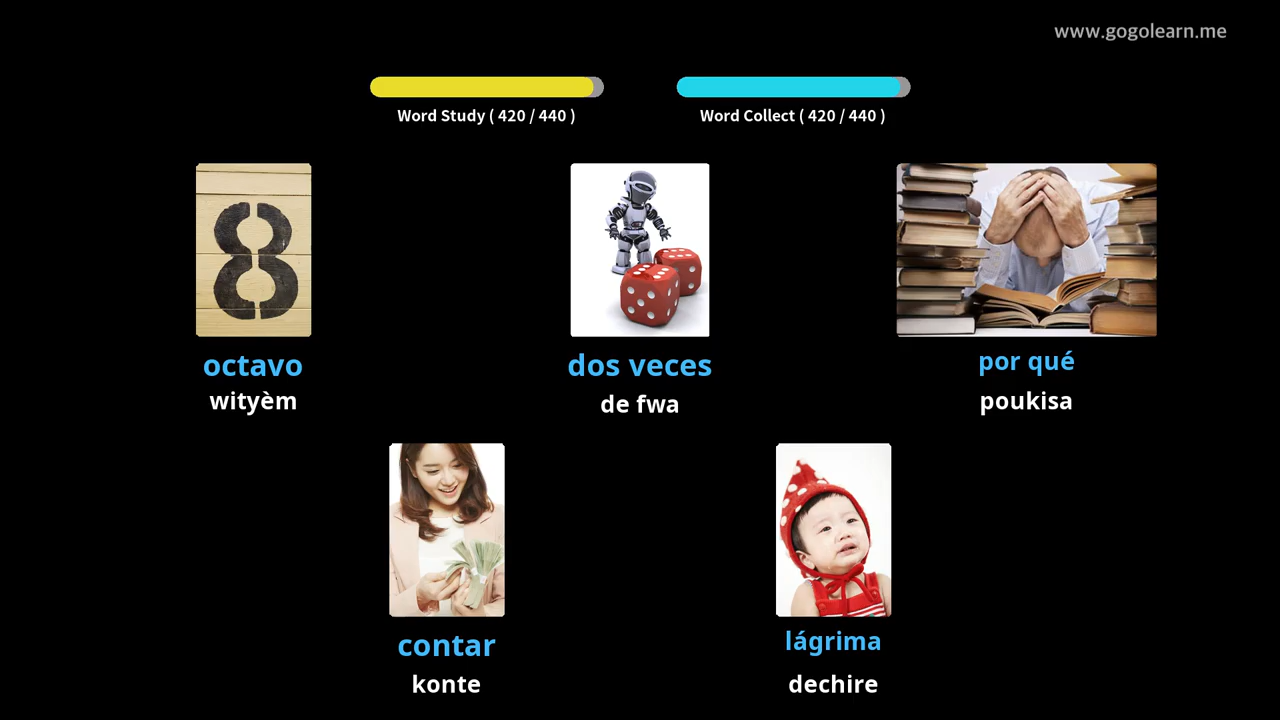 www.gogolearn.me
Word Study ( 420 / 440 )
Word Collect ( 420 / 440 )
8
octavo
wityèm
dos veces
de fwa
por qué
poukisa
contar
konte
lágrima
dechire